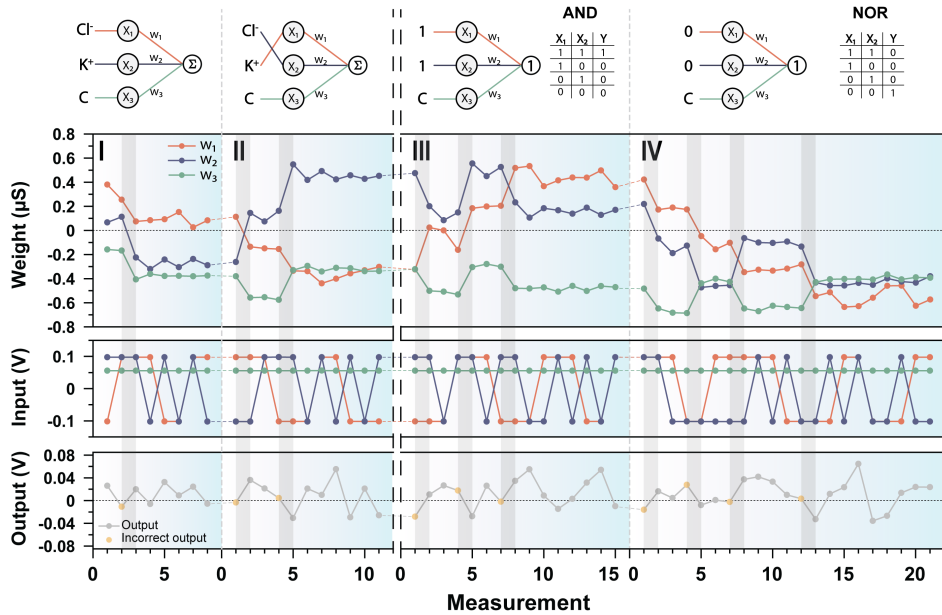 Cl⁻ X₁ w₁
K⁺ X₂ w₂ Σ
C X₃ w₃
Cl⁻ X₁ w₁
K⁺ X₂ w₂ Σ
C X₃ w₃
1 X₁ w₁
1 X₂ w₂ 1
C X₃ w₃
AND
X₁ X₂ Y
1 1 1
1 0 0
0 1 0
0 0 0
0 X₁ w₁
0 X₂ w₂ 1
C X₃ w₃
NOR
X₁ X₂ Y
1 1 0
1 0 0
0 1 0
0 0 1
Weight (µS)
0.8
0.6
0.4
0.2
0
-0.2
-0.4
-0.6
-0.8
I
W₁
W₂
W₃
II
III
IV
Input (V)
0.1
0
-0.1
Output (V)
0.08
0.04
0
-0.04
-0.08
Output
Incorrect output
0 5 0 5 10 0 5 10 15 0 5 10 15 20
Measurement